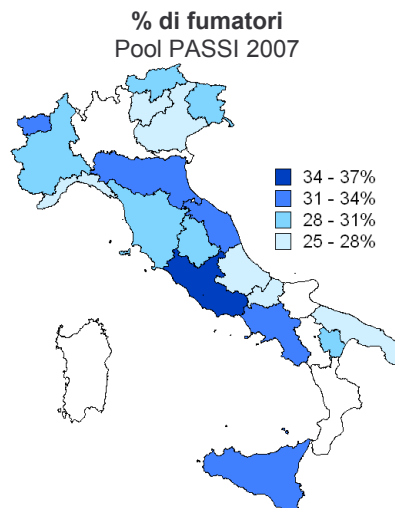 % di fumatori
Pool PASSI 2007
34 - 37%
31 - 34%
28 - 31%
25 - 28%